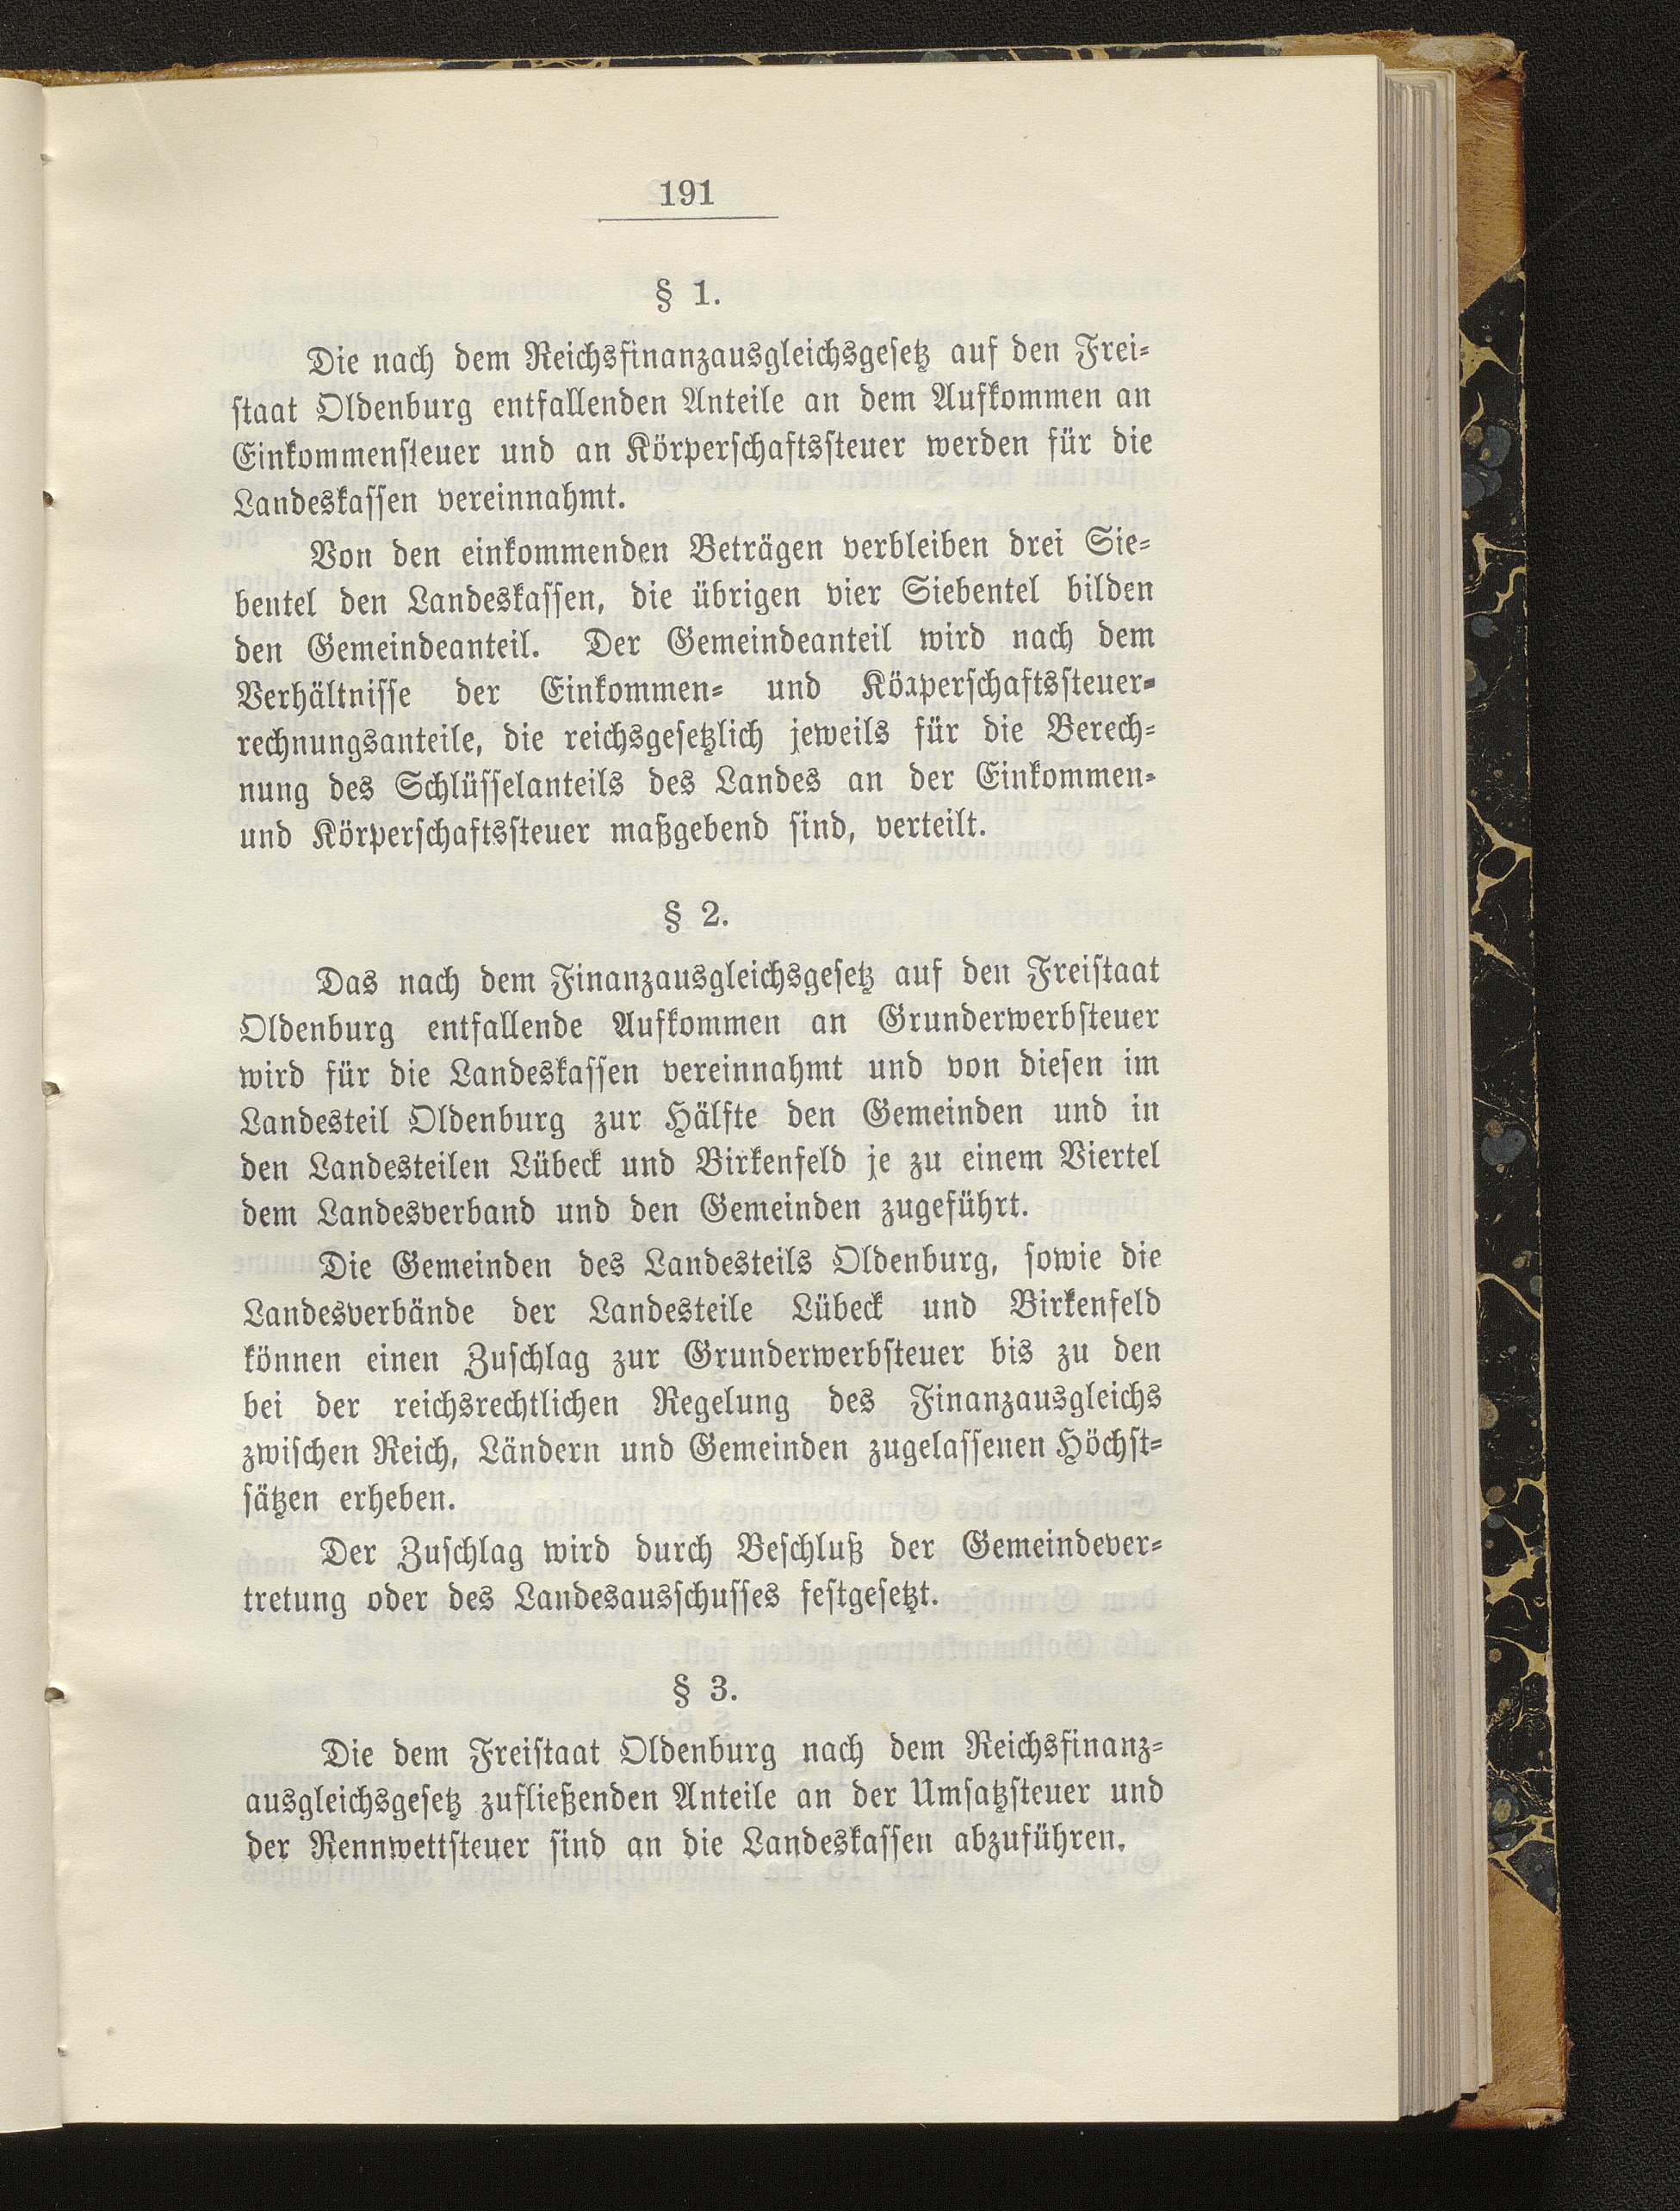 191
§ 1.
Die nach dem Reichsfinanzausgleichsgesetz auf den Frei-
staat Oldenburg entfallenden Anteile an dem Aufkommen an
Einkommensteuer und an Körperschaftssteuer werden für die
Landeskassen vereinnahmt.
Von den einkommenden Beträgen verbleiben drei Sie-
bentel den Landeskassen, die übrigen vier Siebentel bilden
den Gemeindeanteil. Der Gemeindeanteil wird nach dem
Verhältnisse der Einkommen- und Körperschaftssteuer-
rechnungsanteile, die reichsgesetzlich jeweils für die Berech-
nung des Schlüsselanteils des Landes an der Einkommen-
und Körperschaftssteuer maßgebend sind, verteilt.
§ 2.
Das nach dem Finanzausgleichsgesetz auf den Freistaat
Oldenburg entfallende Aufkommen an Grunderwerbsteuer
wird für die Landeskassen vereinnahmt und von diesen im
Landesteil Oldenburg zur Hälfte den Gemeinden und in
den Landesteilen Lübeck und Birkenfeld je zu einem Viertel
dem Landesverband und den Gemeinden zugeführt.
Die Gemeinden des Landesteils Oldenburg, sowie die
Landesverbände der Landesteile Lübeck und Birkenfeld
können einen Zuschlag zur Grunderwerbsteuer bis zu den
bei der reichsrechtlichen Regelung des Finanzausgleichs
zwischen Reich, Ländern und Gemeinden zugelassenen Höchst-
sätzen erheben.
Der Zuschlag wird durch Beschluß der Gemeindever-
tretung oder des Landesausschusses festgesetzt.
§ 3.
Die dem Freistaat Oldenburg nach dem Reichsfinanz-
ausgleichsgesetz zufließenden Anteile an der Umsatzsteuer und
der Rennwettsteuer sind an die Landeskassen abzuführen.